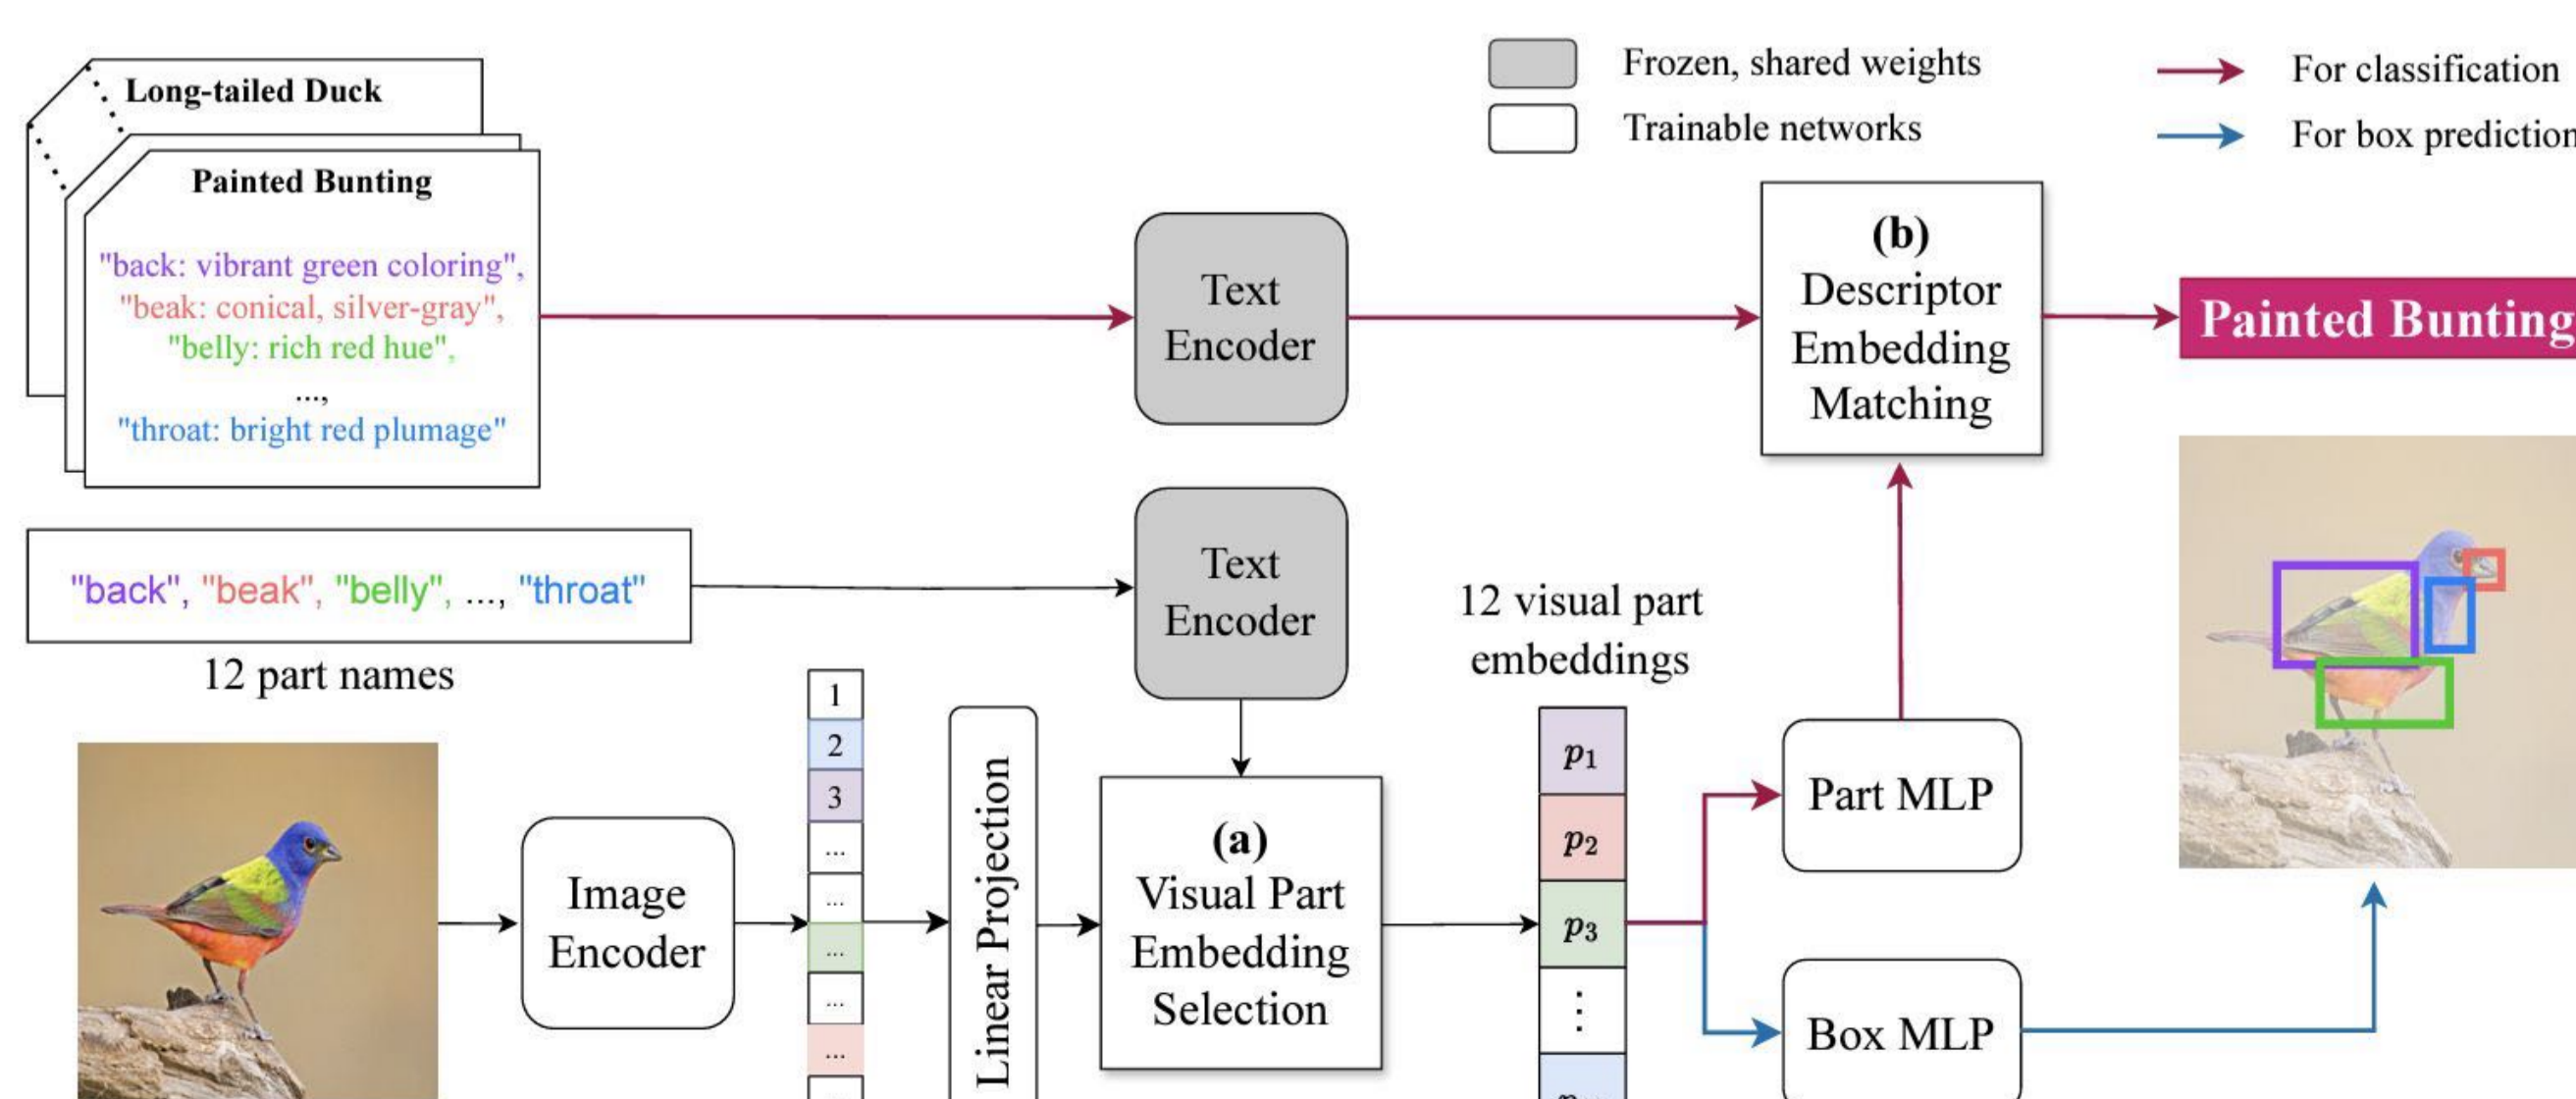 Long-tailed Duck
Painted Bunting
"back: vibrant green coloring",
"beak: conical, silver-gray",
"belly: rich red hue",
...,
"throat: bright red plumage"
Frozen, shared weights
Trainable networks
For classification
For box prediction
Text
Encoder
(b)
Descriptor
Embedding
Matching
Painted Bunting
"back", "beak", "belly", ..., "throat"
12 part names
Text
Encoder
12 visual part
embeddings
1
2
3
...
...
...
...
...
Image
Encoder
Linear Projection
(a)
Visual Part
Embedding
Selection
p1
p2
p3
⋮
Part MLP
Box MLP